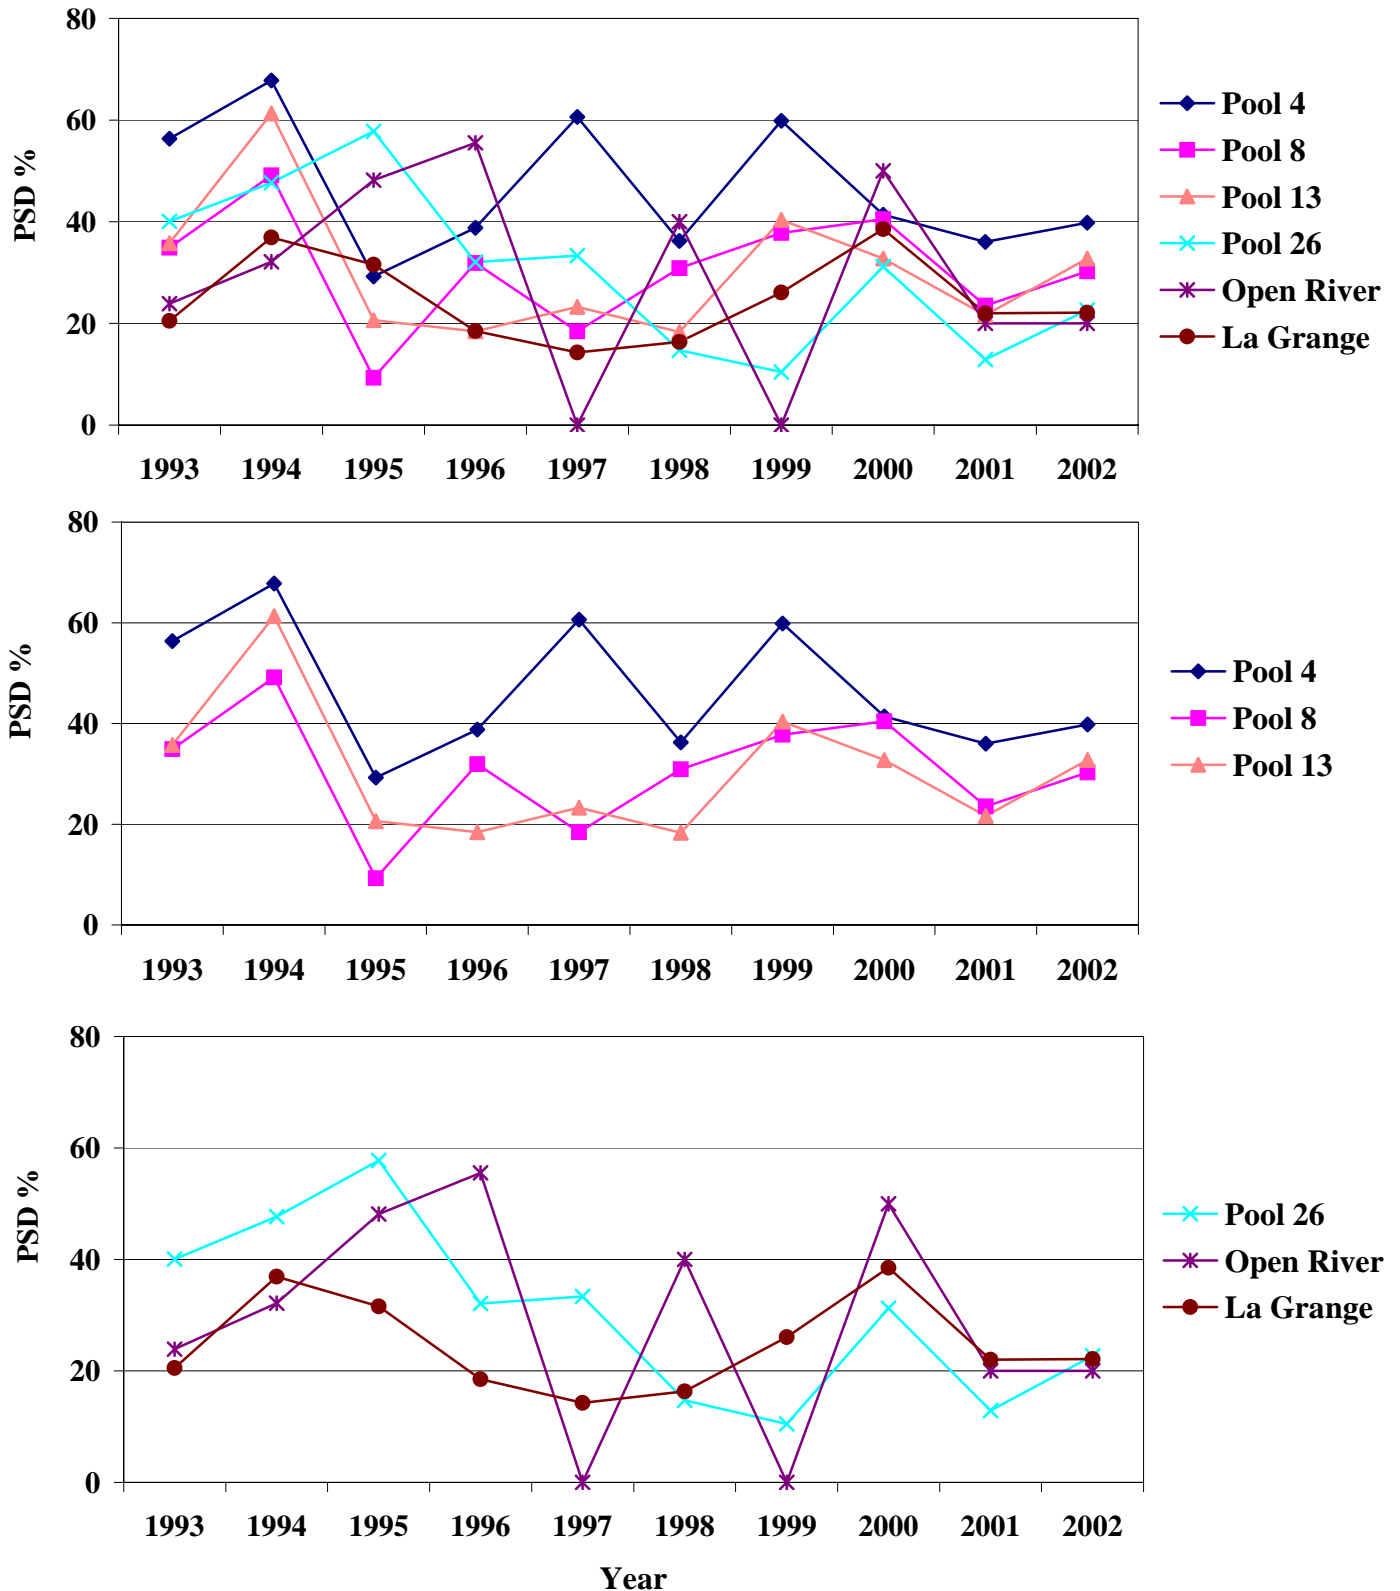 80
60
40
20
0
PSD %
1993 1994 1995 1996 1997 1998 1999 2000 2001 2002
Pool 4
Pool 8
Pool 13
Pool 26
Open River
La Grange
80
60
40
20
0
PSD %
1993 1994 1995 1996 1997 1998 1999 2000 2001 2002
Pool 4
Pool 8
Pool 13
80
60
40
20
0
PSD %
1993 1994 1995 1996 1997 1998 1999 2000 2001 2002
Year
Pool 26
Open River
La Grange